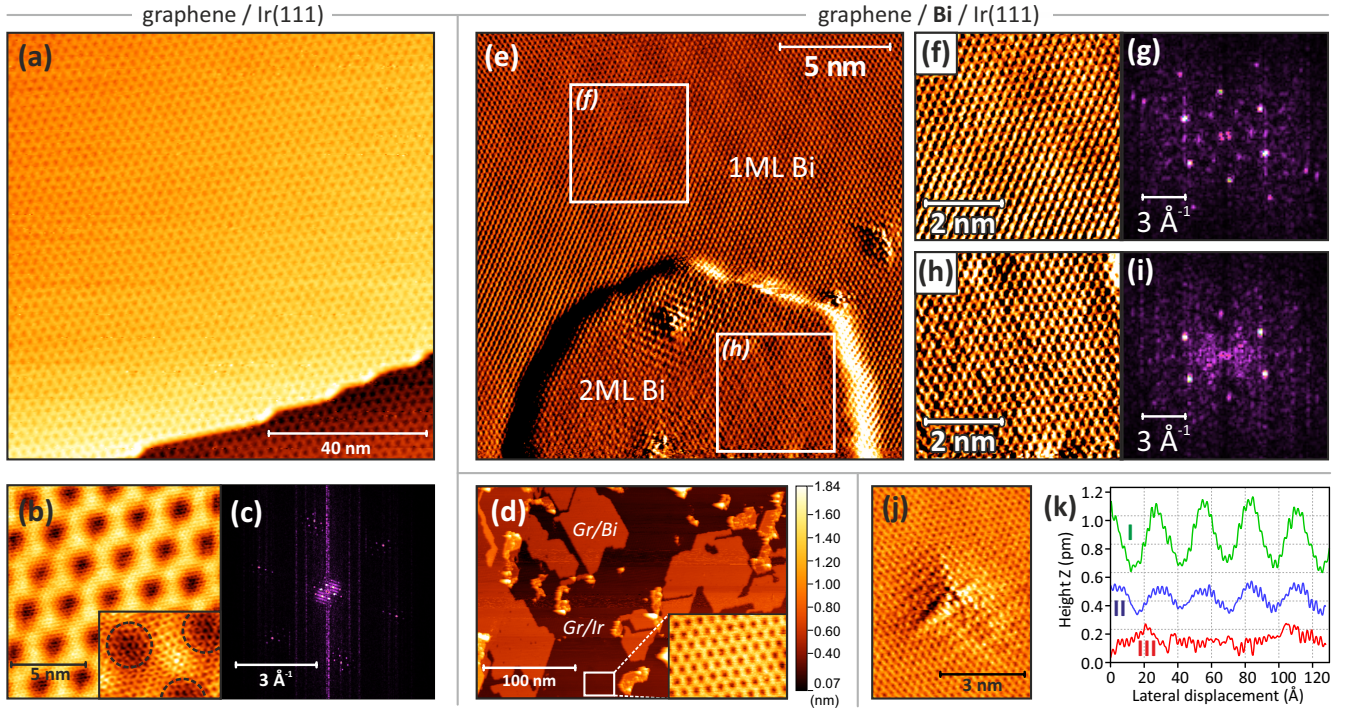 graphene / Ir(111)
graphene / Bi / Ir(111)
(a)
40 nm
(b)
5 nm
(c)
3 Å⁻¹
(e)
5 nm
(f)
1ML Bi
2ML Bi
(h)
(f)
2 nm
(g)
3 Å⁻¹
(h)
2 nm
(i)
3 Å⁻¹
(d)
Gr/Bi
Gr/Ir
100 nm
1.84
1.60
1.40
1.20
1.00
0.80
0.60
0.40
0.07
(nm)
(j)
3 nm
(k)
Height Z (pm)
1.2
1.0
0.8
0.6
0.4
0.2
0.0
I
II
III
0 20 40 60 80 100 120
Lateral displacement (Å)